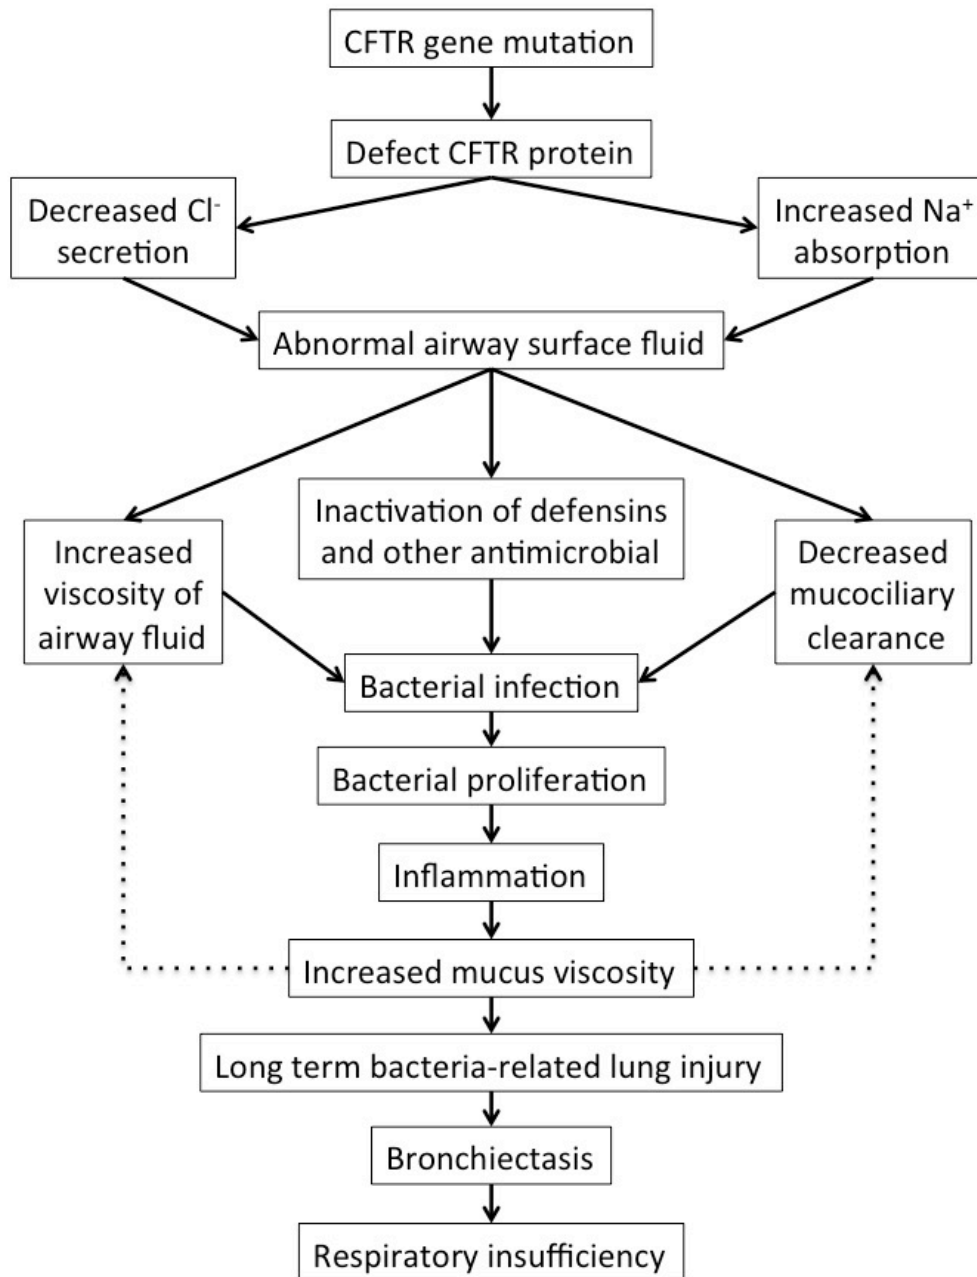 CFTR gene mutation
Defect CFTR protein
Decreased Cl-
secretion
Increased Na+
absorption
Abnormal airway surface fluid
Increased
viscosity of
airway fluid
Inactivation of defensins
and other antimicrobial
Decreased
mucociliary
clearance
Bacterial infection
Bacterial proliferation
Inflammation
Increased mucus viscosity
Long term bacteria-related lung injury
Bronchiectasis
Respiratory insufficiency